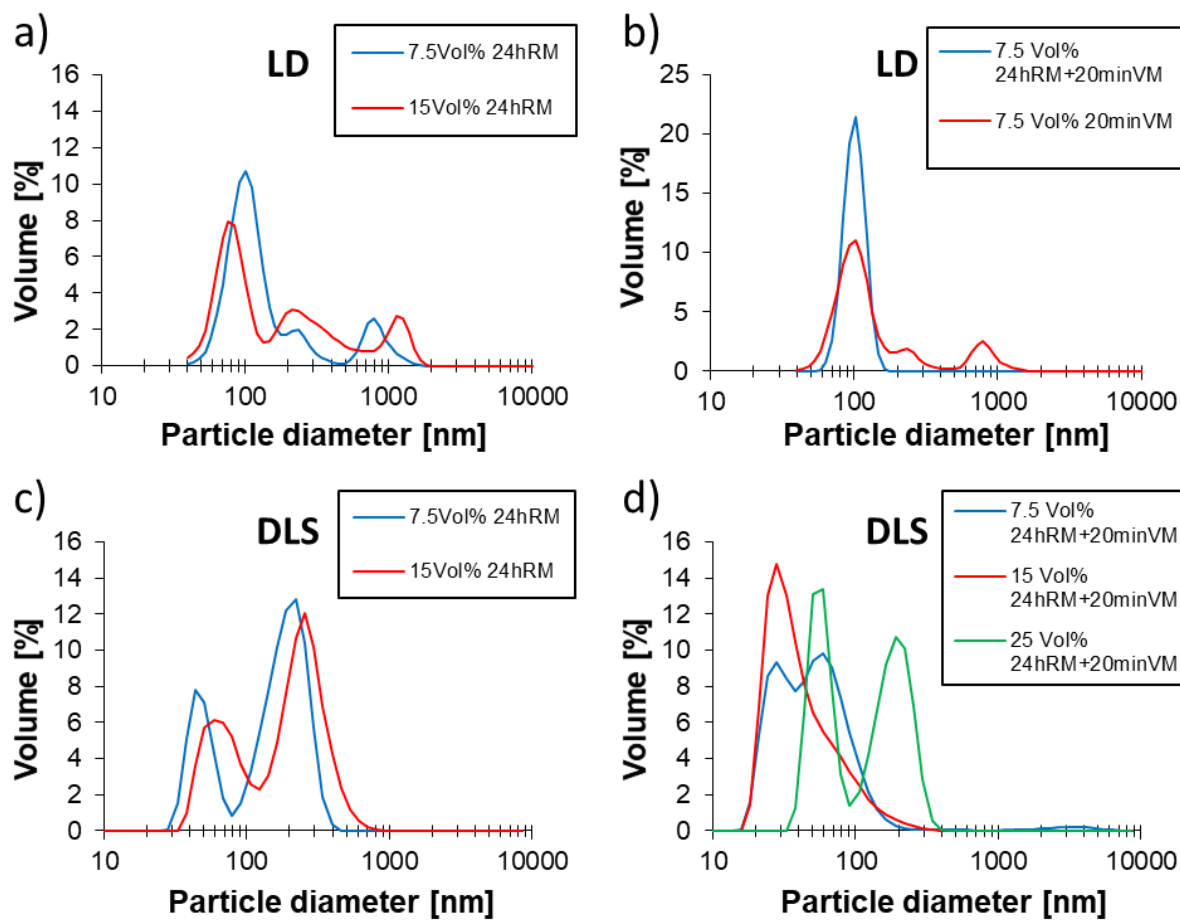 a)
LD
7.5Vol% 24hRM
15Vol% 24hRM
16
14
12
10
8
6
4
2
0
Volume [%]
10
100
1000
10000
Particle diameter [nm]
b)
LD
7.5 Vol%
24hRM+20minVM
7.5 Vol% 20minVM
25
20
15
10
5
0
Volume [%]
10
100
1000
10000
Particle diameter [nm]
c)
DLS
7.5Vol% 24hRM
15Vol% 24hRM
16
14
12
10
8
6
4
2
0
Volume [%]
10
100
1000
10000
Particle diameter [nm]
d)
DLS
7.5 Vol%
24hRM+20minVM
15 Vol%
24hRM+20minVM
25 Vol%
24hRM+20minVM
16
14
12
10
8
6
4
2
0
Volume [%]
10
100
1000
10000
Particle diameter [nm]